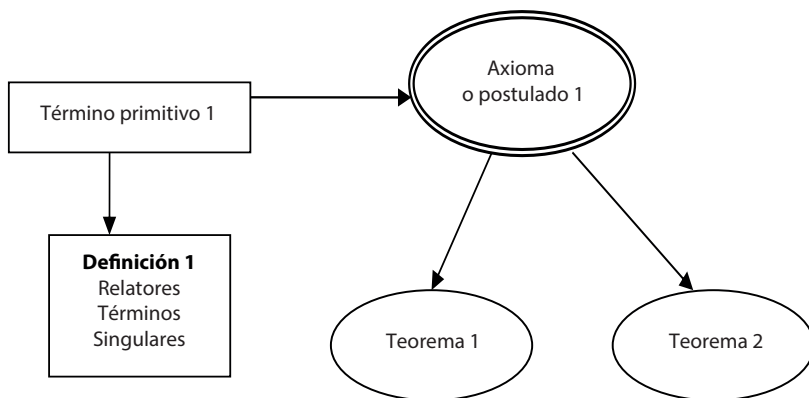 Axioma
o postulado 1
Término primitivo 1
Definición 1
Relatores
Términos
Singulares
Teorema 1
Teorema 2